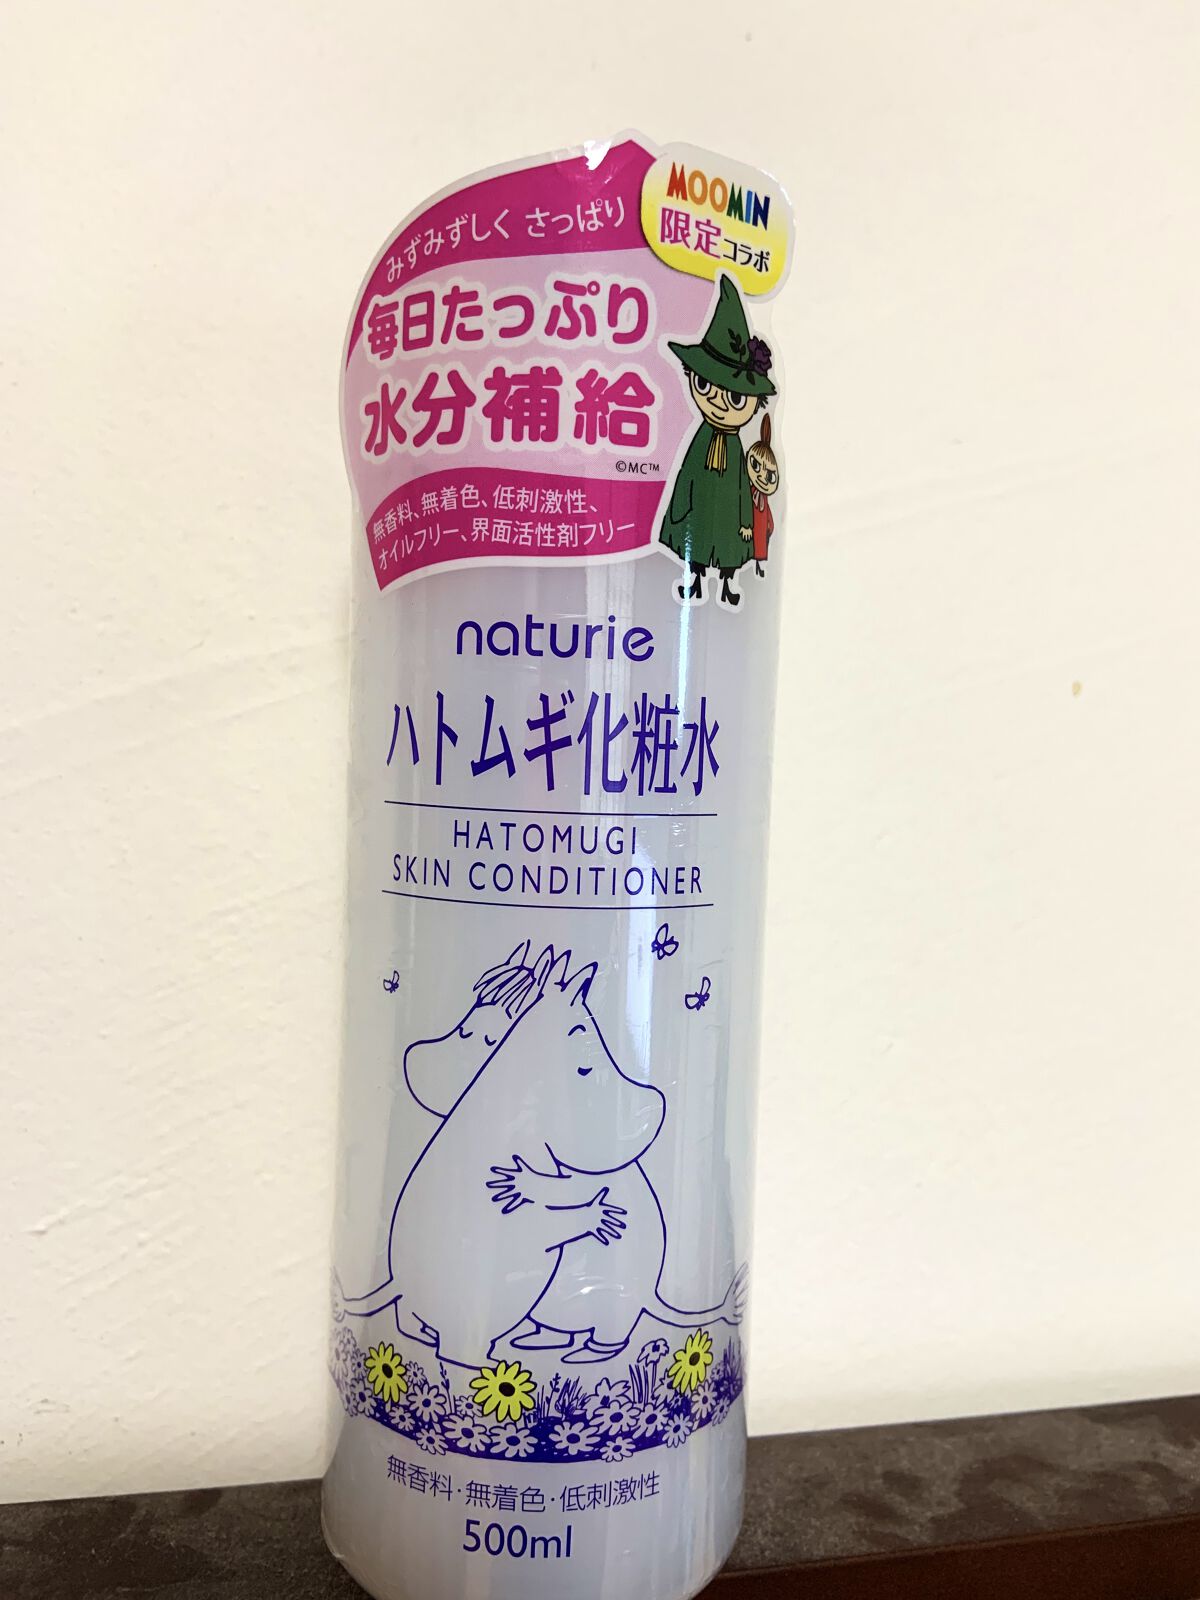 みずみずしく さっぱり
MOOMIN
限定コラボ
毎日たっぷり
水分補給
©MC™
無香料、無着色、低刺激性、
オイルフリー、界面活性剤フリー
naturie
ハトムギ化粧水
HATOMUGI
SKIN CONDITIONER
無香料・無着色・低刺激性
500ml